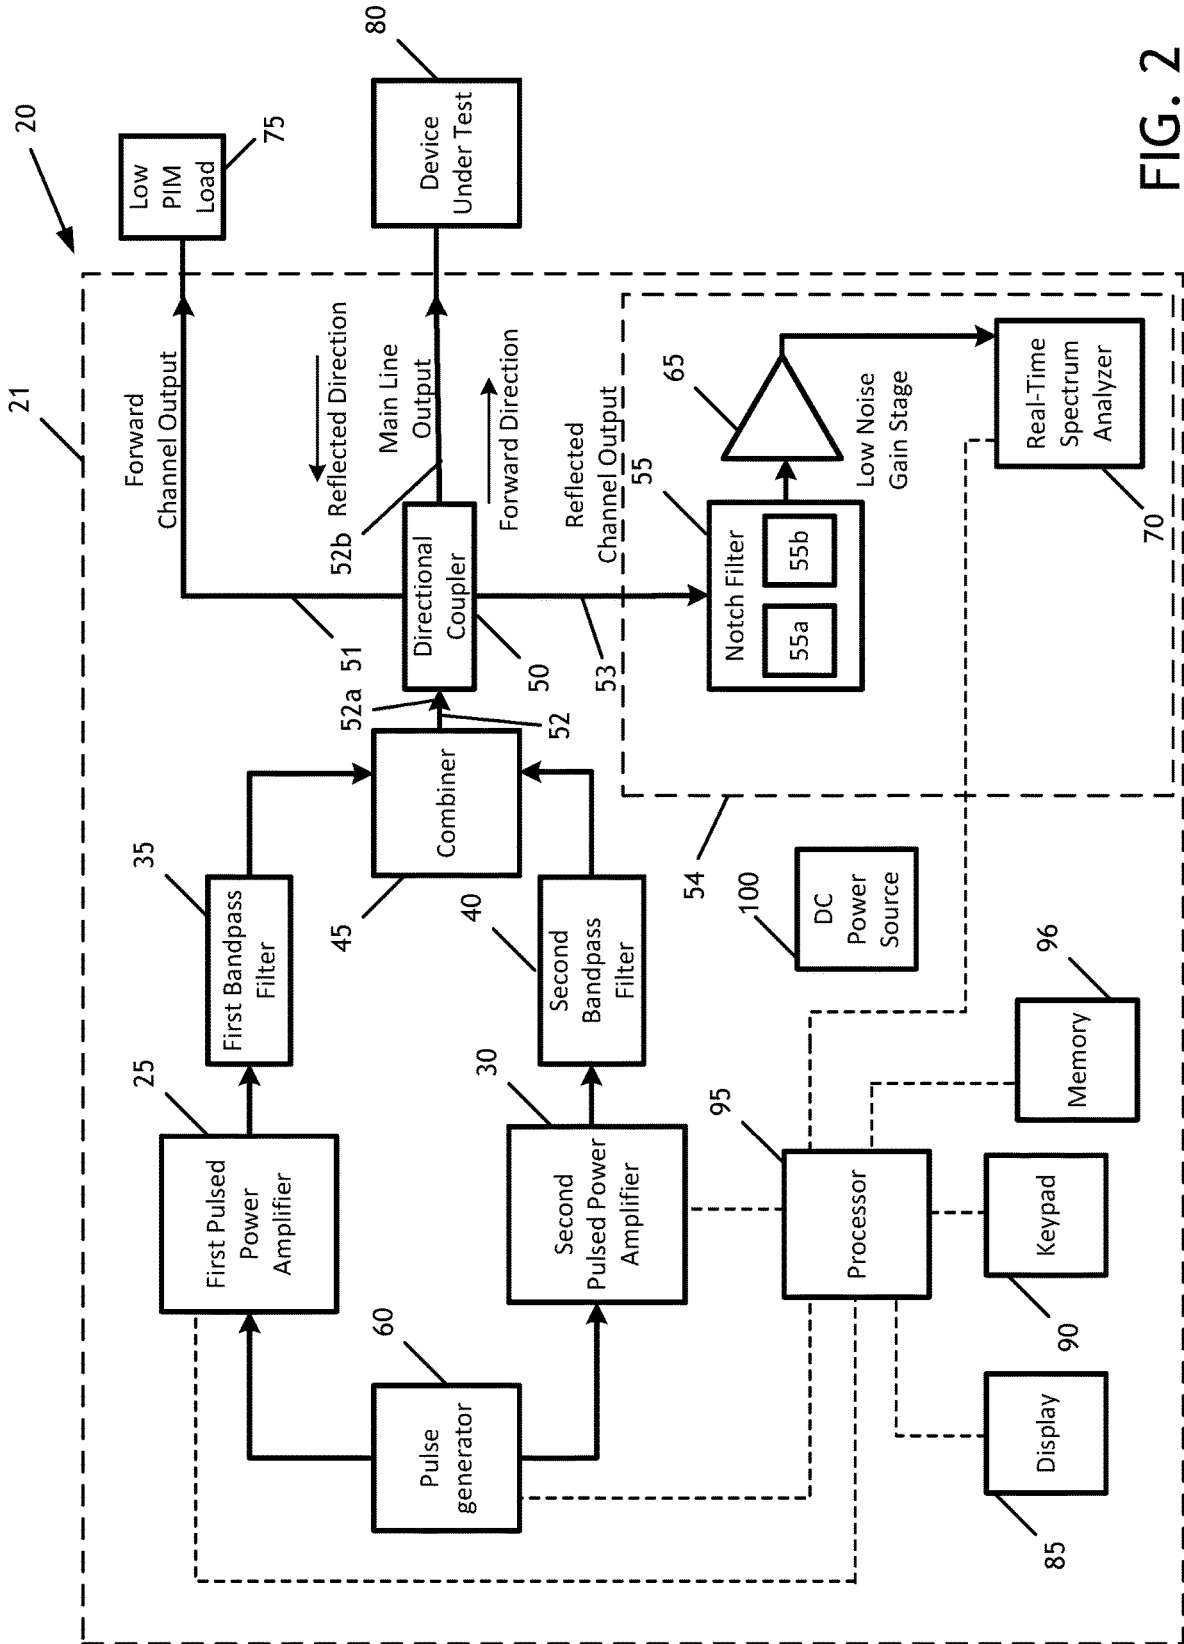 20
21
Forward
Channel Output
Low
PIM
Load
75
80
Device
Under Test
Reflected Direction
Main Line
Output
Forward Direction
52b
51
Directional
Coupler
50
52a
52
53
Reflected
Channel Output
Combiner
45
35
First Bandpass
Filter
40
Second
Bandpass
Filter
25
First Pulsed
Power
Amplifier
30
Second
Pulsed Power
Amplifier
60
Pulse
generator
55
Notch Filter
55a
55b
65
Low Noise
Gain Stage
Real-Time
Spectrum
Analyzer
70
54
100
DC
Power
Source
95
Processor
96
Memory
Keypad
90
Display
85
FIG. 2